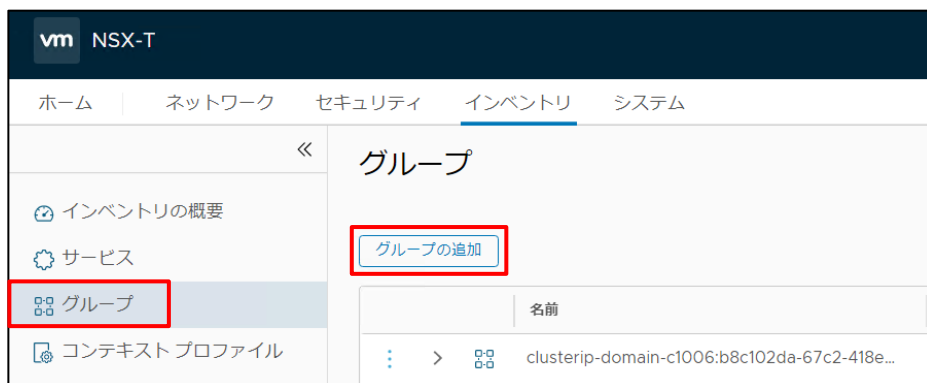 vm NSX-T
ホーム ネットワーク セキュリティ インベントリ システム
グループ
インベントリの概要
サービス
グループ
コンテキスト プロファイル
グループの追加
名前
clusterip-domain-c1006:b8c102da-67c2-418e...